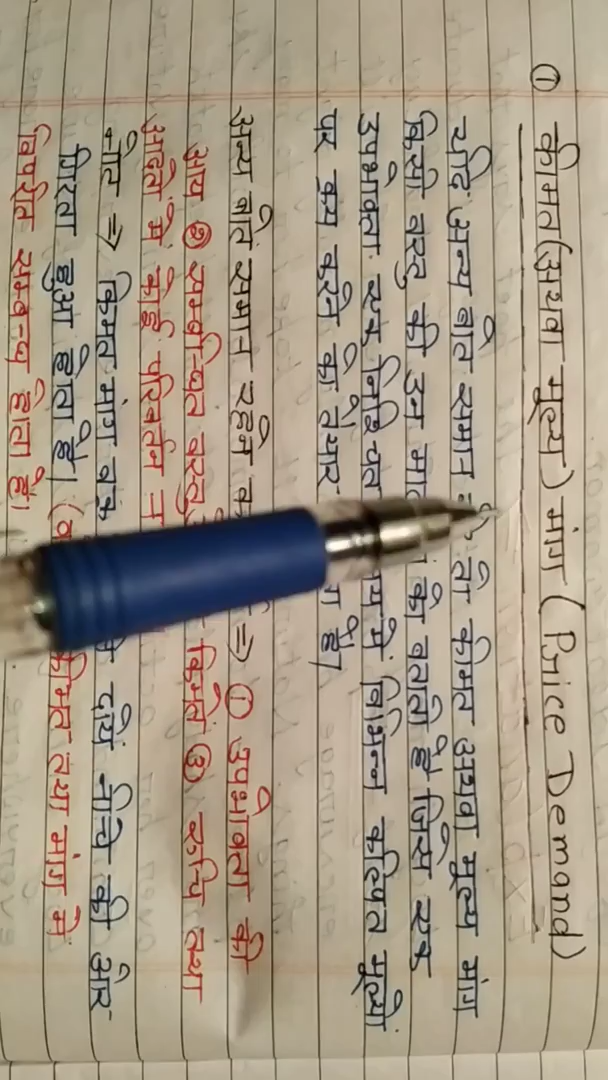 ① कीमत (अथवा मूल्य) मांग (Price Demand)
यदि अन्य बाते समान तो कीमत अथवा मूल्य मांग
किसी वस्तु की उन को बताती है जिसे एक
उपभोक्ता एक निश्चित में विभिन्न कल्पित मूल्यों
पर क्रय करने को तैयार है।
अन्य बाते समान रहने ⇒ ① उपभोक्ता की
आय ② सम्बन्धित वस्तु किमते ③ रूचि तथा
आदतो मे कोई परिवर्तन न
नोट ⇒ किमत मांग वक्र दाये नीचे की ओर
गिरता हुआ होता है। ( कीमत तथा मांग मे
विपरीत सम्बन्ध होता है।